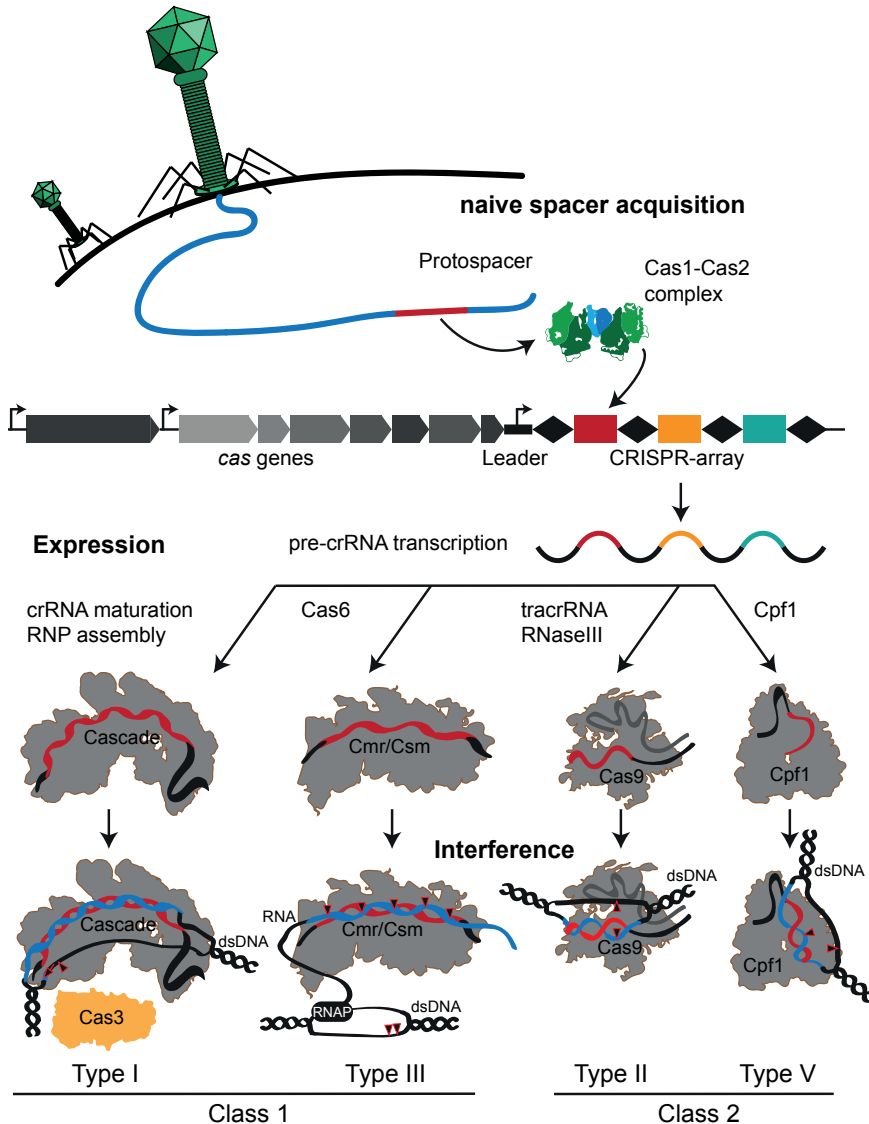 naive spacer acquisition
Protospacer
Cas1-Cas2
complex
cas genes
Leader
CRISPR-array
Expression
pre-crRNA transcription
crRNA maturation
RNP assembly
Cas6
tracrRNA
RNaseIII
Cpf1
Cascade
Cmr/Csm
Cas9
Cpf1
Interference
Cascade
dsDNA
Cas3
RNA
Cmr/Csm
RNAP
dsDNA
dsDNA
Cas9
dsDNA
Cpf1
Type I
Type III
Type II
Type V
Class 1
Class 2